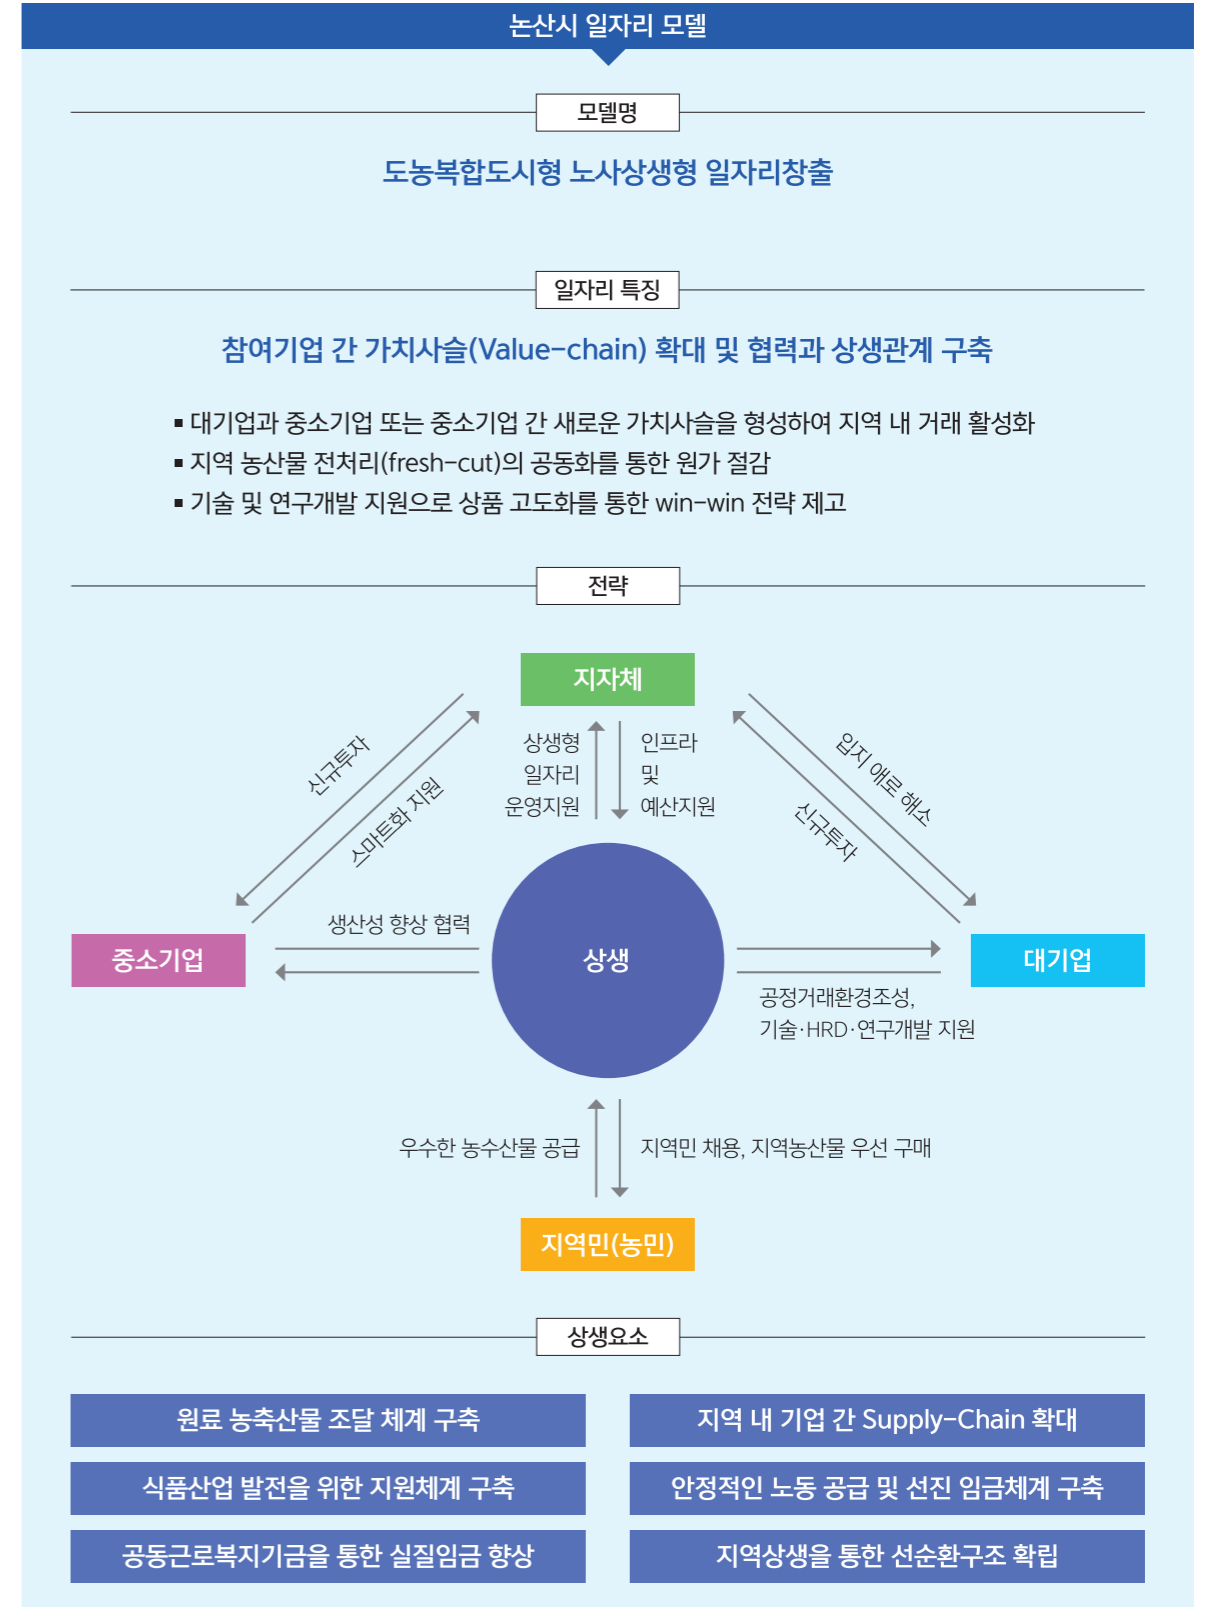 논산시 일자리 모델
모델명
도농복합도시형 노사상생형 일자리창출
일자리 특징
참여기업 간 가치사슬(Value-chain) 확대 및 협력과 상생관계 구축
▪ 대기업과 중소기업 또는 중소기업 간 새로운 가치사슬을 형성하여 지역 내 거래 활성화
▪ 지역 농산물 전처리(fresh-cut)의 공동화를 통한 원가 절감
▪ 기술 및 연구개발 지원으로 상품 고도화를 통한 win-win 전략 제고
전략
지자체
신규투자
스마트화 지원
상생형
일자리
운영지원
인프라
및
예산지원
입지 애로 해소
신규투자
중소기업
생산성 향상 협력
상생
대기업
공정거래환경조성,
기술·HRD·연구개발 지원
우수한 농수산물 공급
지역민 채용, 지역농산물 우선 구매
지역민(농민)
상생요소
원료 농축산물 조달 체계 구축
지역 내 기업 간 Supply-Chain 확대
식품산업 발전을 위한 지원체계 구축
안정적인 노동 공급 및 선진 임금체계 구축
공동근로복지기금을 통한 실질임금 향상
지역상생을 통한 선순환구조 확립